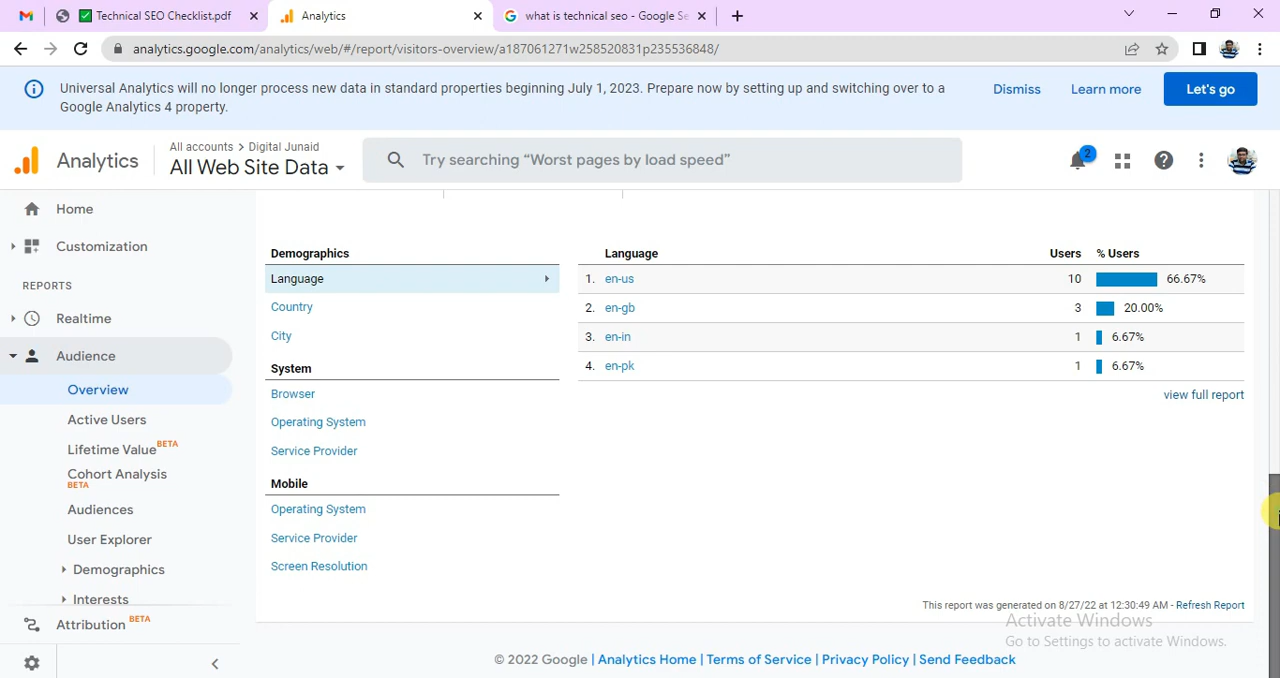 Technical SEO Checklist.pdf
Analytics
what is technical seo - Google Se
analytics.google.com/analytics/web/#/report/visitors-overview/a187061271w258520831p235536848/
Universal Analytics will no longer process new data in standard properties beginning July 1, 2023. Prepare now by setting up and switching over to a
Google Analytics 4 property.
Dismiss
Learn more
Let's go
Analytics
All accounts > Digital Junaid
All Web Site Data
Try searching “Worst pages by load speed”
2
Home
Customization
REPORTS
Realtime
Audience
Overview
Active Users
Lifetime Value BETA
Cohort Analysis
BETA
Audiences
User Explorer
Demographics
Interests
Attribution BETA
Demographics
Language
Country
City
System
Browser
Operating System
Service Provider
Mobile
Operating System
Service Provider
Screen Resolution
Language Users % Users
1. en-us 10 66.67%
2. en-gb 3 20.00%
3. en-in 1 6.67%
4. en-pk 1 6.67%
view full report
This report was generated on 8/27/22 at 12:30:49 AM - Refresh Report
Activate Windows
Go to Settings to activate Windows.
© 2022 Google | Analytics Home | Terms of Service | Privacy Policy | Send Feedback